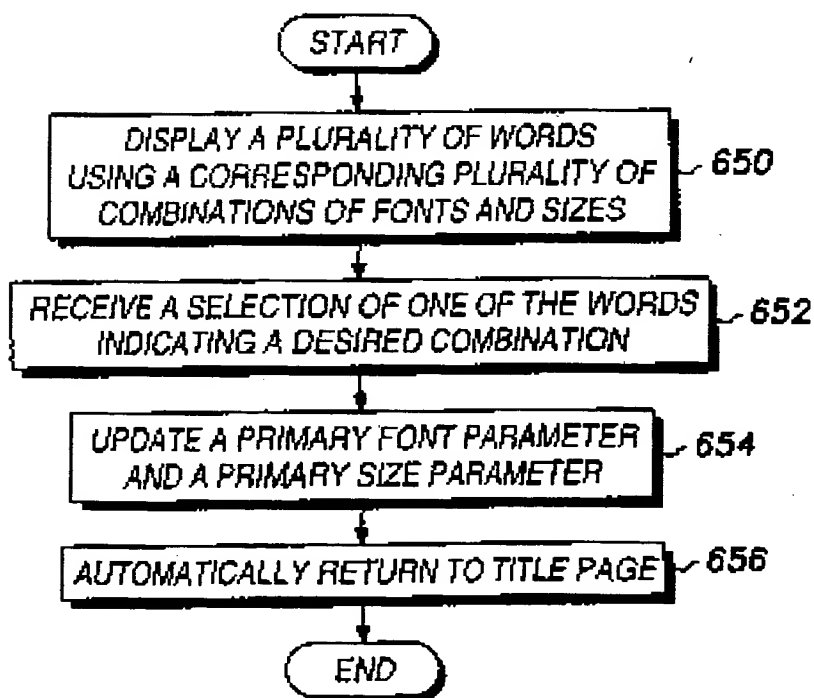 START
DISPLAY A PLURALITY OF WORDS
USING A CORRESPONDING PLURALITY OF
COMBINATIONS OF FONTS AND SIZES
650
RECEIVE A SELECTION OF ONE OF THE WORDS
INDICATING A DESIRED COMBINATION
652
UPDATE A PRIMARY FONT PARAMETER
AND A PRIMARY SIZE PARAMETER
654
AUTOMATICALLY RETURN TO TITLE PAGE
656
END